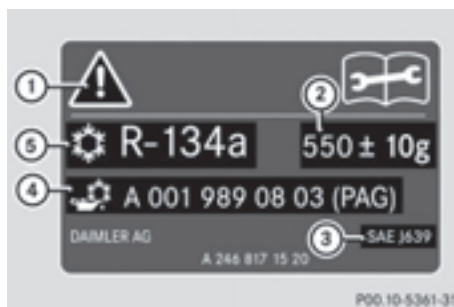 1
2
5 R-134a 550 ± 10g
4 A 001 989 08 03 (PAG)
DAIMLER AG 3 SAE J639
A 246 817 15 20
P00.10-5361-31